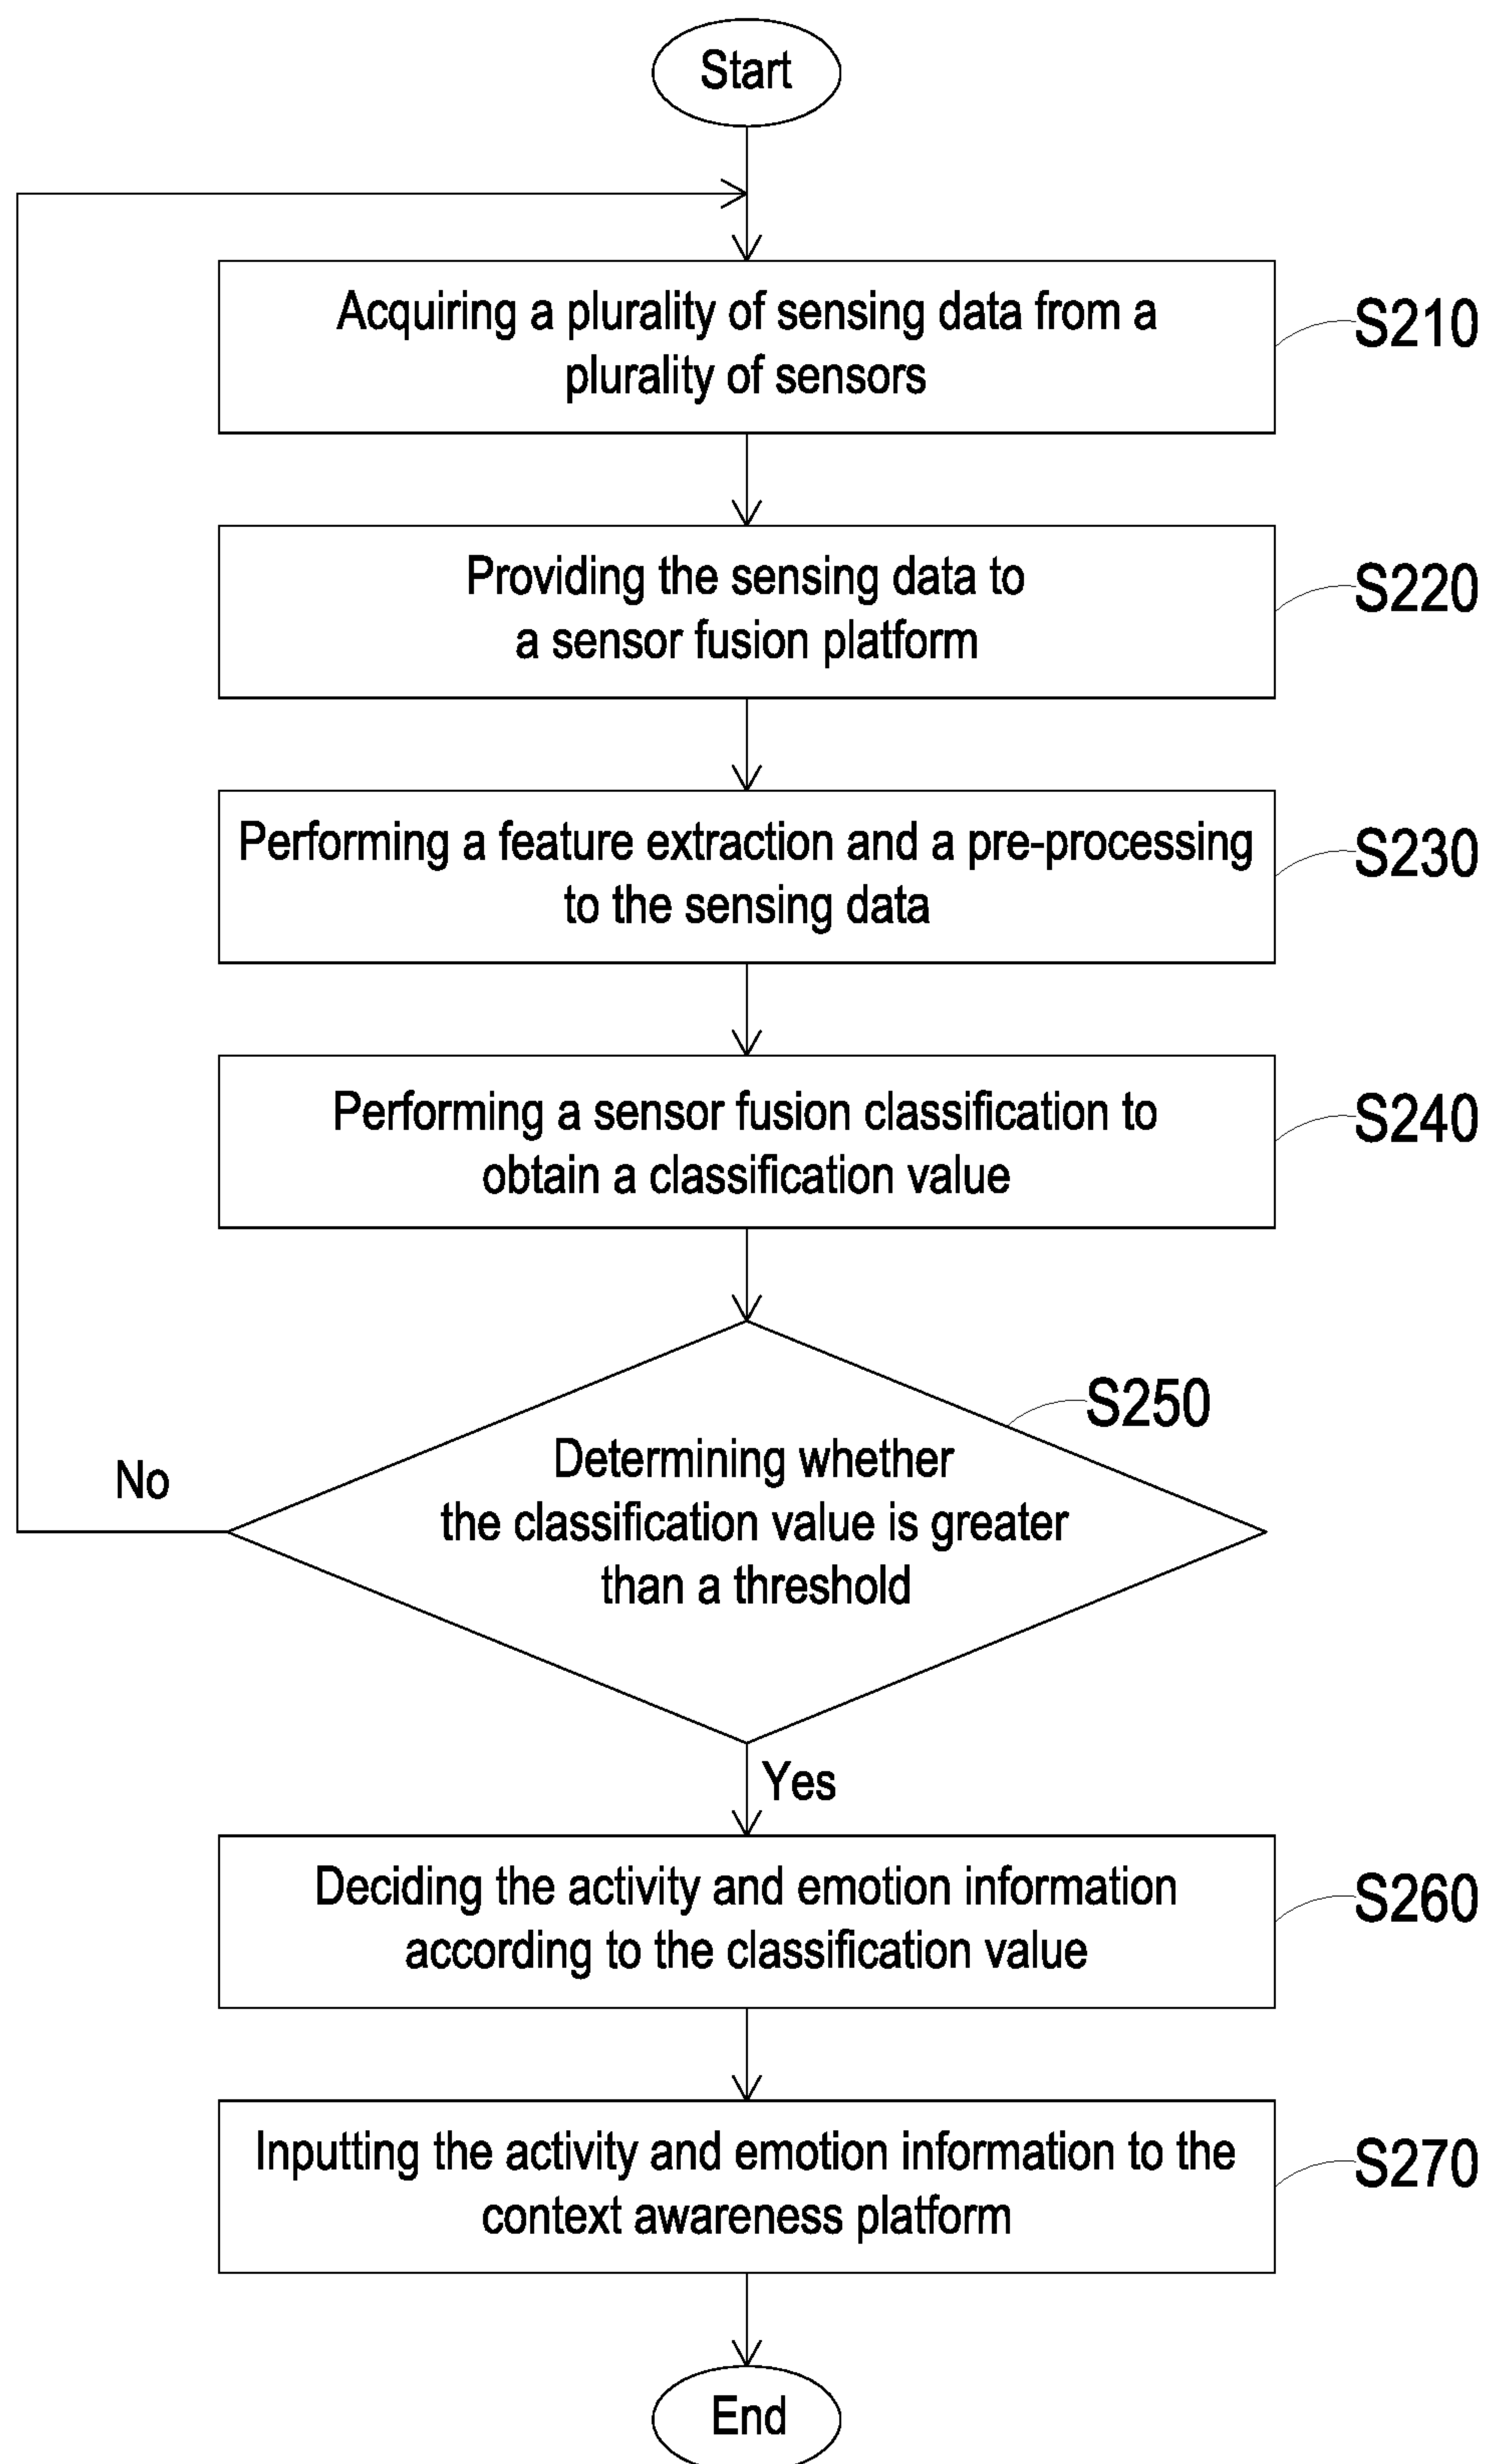 Start
Acquiring a plurality of sensing data from a
plurality of sensors
S210
Providing the sensing data to
a sensor fusion platform
S220
Performing a feature extraction and a pre-processing
to the sensing data
S230
Performing a sensor fusion classification to
obtain a classification value
S240
S250
Determining whether
the classification value is greater
than a threshold
No
Yes
Deciding the activity and emotion information
according to the classification value
S260
Inputting the activity and emotion information to the
context awareness platform
S270
End